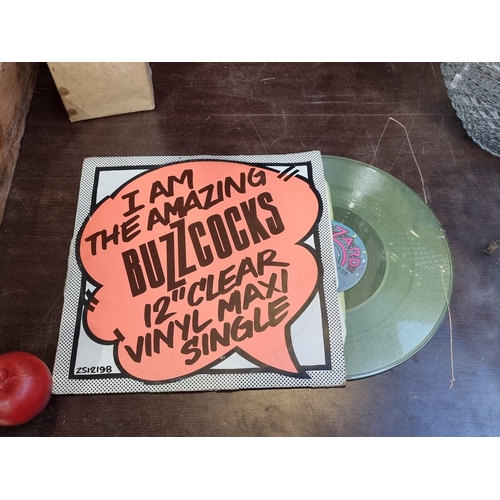 I AM
THE AMAZING
BUZZCOCKS
12" CLEAR
VINYL MAXI
SINGLE
ZS12198